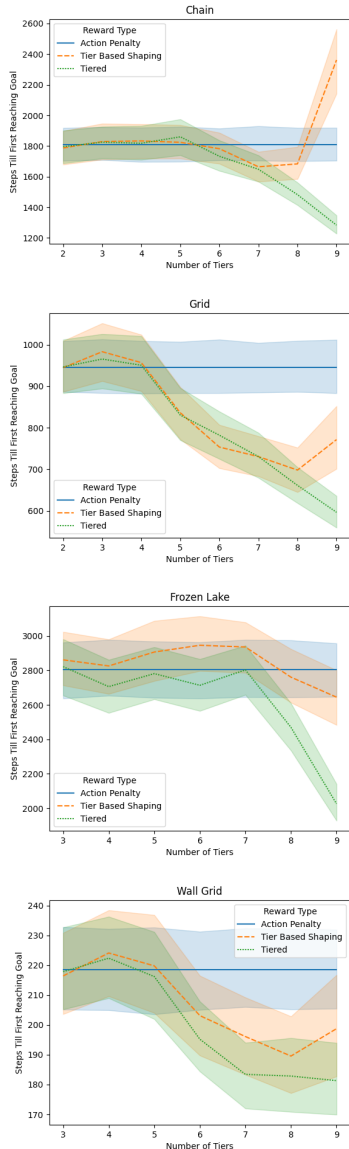 Chain
2600
2400
2200
2000
1800
1600
1400
1200
Steps Till First Reaching Goal
Reward Type
Action Penalty
Tier Based Shaping
Tiered
2 3 4 5 6 7 8 9
Number of Tiers
Grid
1000
900
800
700
600
Steps Till First Reaching Goal
Reward Type
Action Penalty
Tier Based Shaping
Tiered
2 3 4 5 6 7 8 9
Number of Tiers
Frozen Lake
3000
2800
2600
2400
2200
2000
Steps Till First Reaching Goal
Reward Type
Action Penalty
Tier Based Shaping
Tiered
3 4 5 6 7 8 9
Number of Tiers
Wall Grid
240
230
220
210
200
190
180
170
Steps Till First Reaching Goal
Reward Type
Action Penalty
Tier Based Shaping
Tiered
3 4 5 6 7 8 9
Number of Tiers